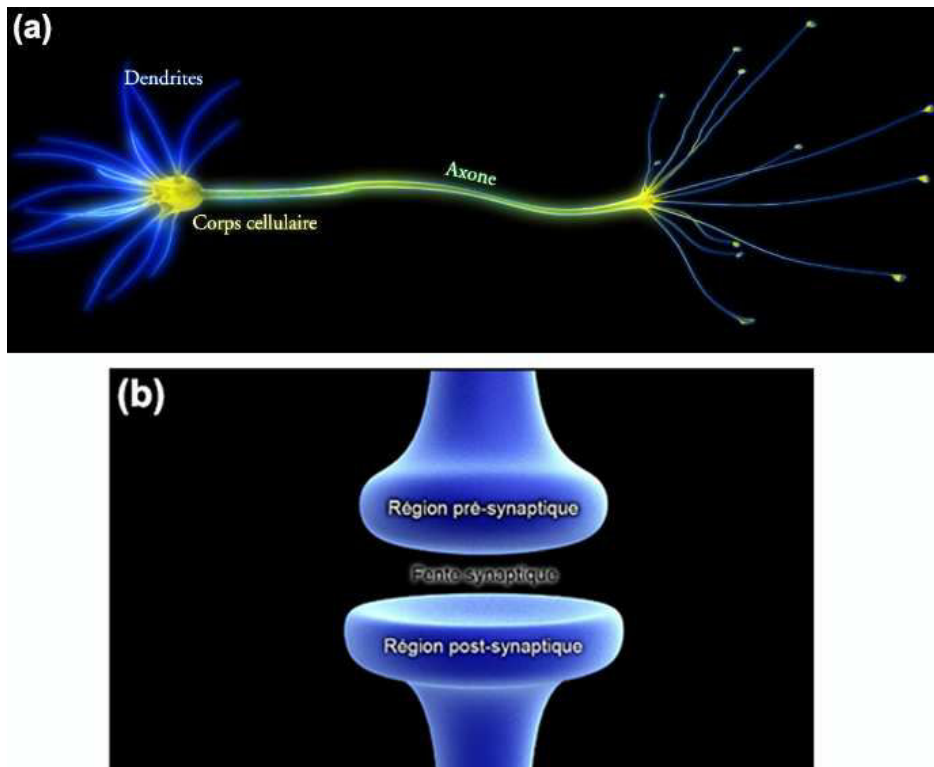 (a)
Dendrites
Axone
Corps cellulaire
(b)
Région pré-synaptique
Fente synaptique
Région post-synaptique